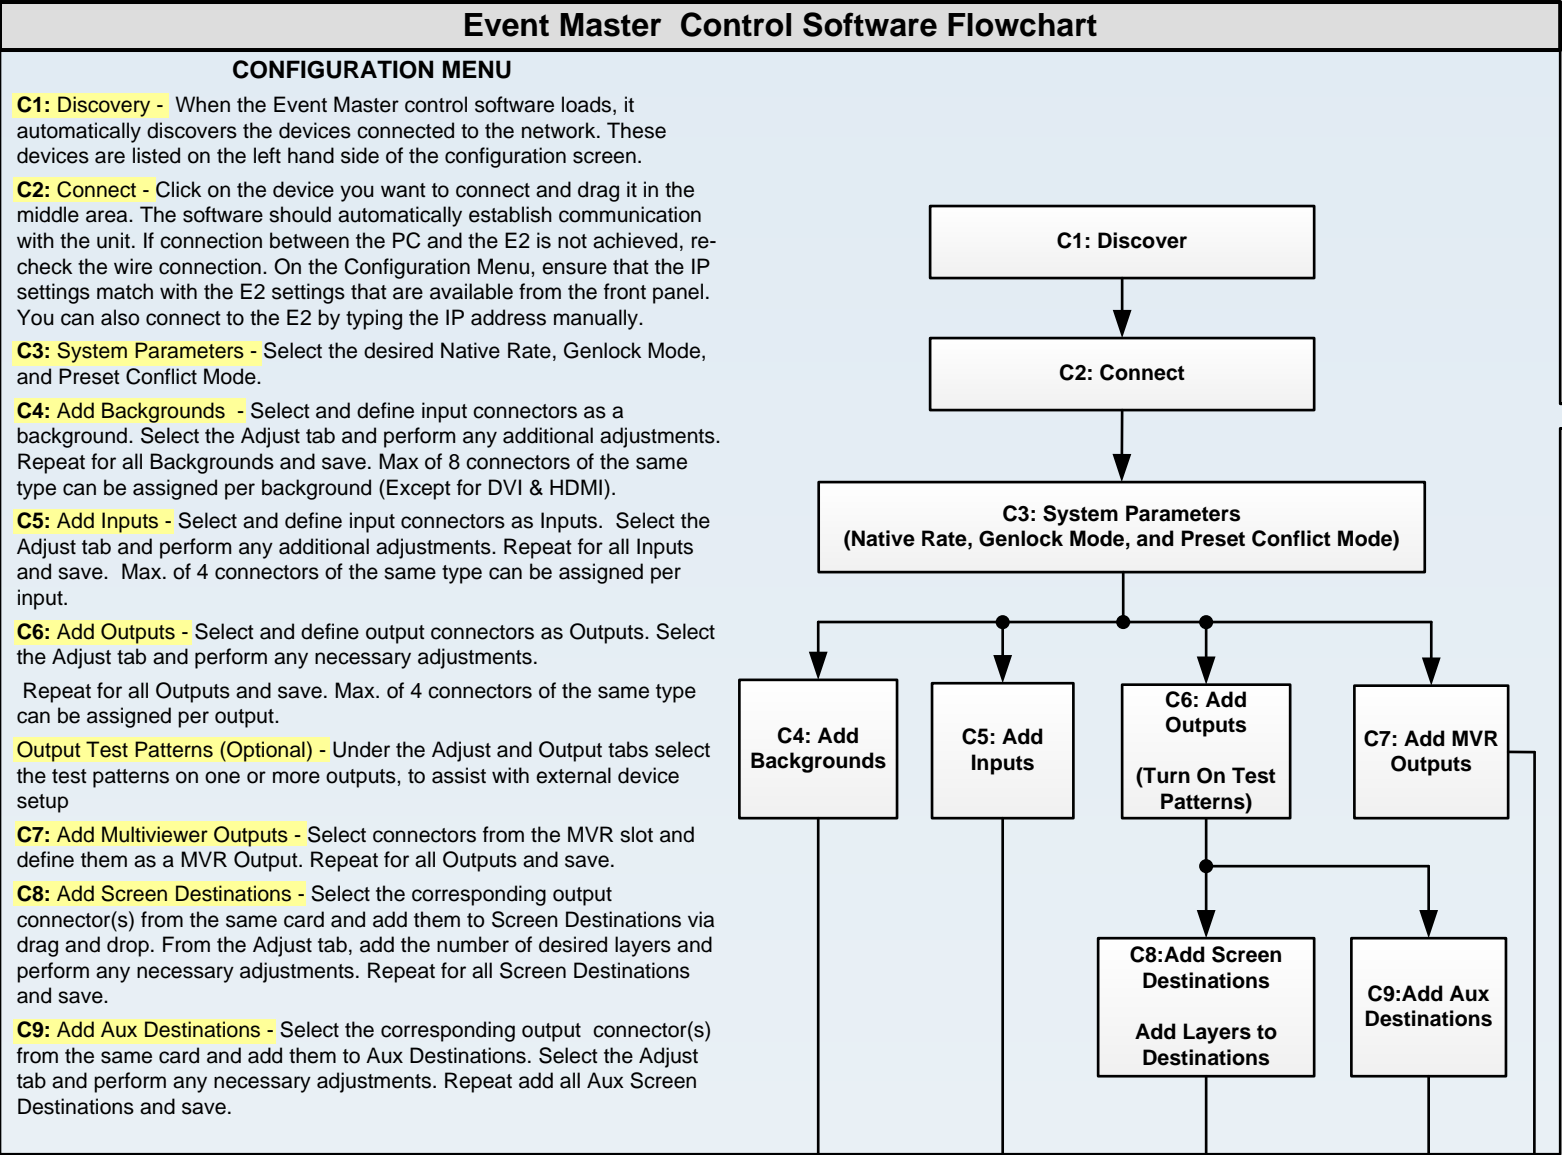 Event Master  Control Software Flowchart
CONFIGURATION MENU
C1: Discovery -  When the Event Master control software loads, it
automatically discovers the devices connected to the network. These
devices are listed on the left hand side of the configuration screen.
C2: Connect - Click on the device you want to connect and drag it in the
middle area. The software should automatically establish communication
with the unit. If connection between the PC and the E2 is not achieved, re-
check the wire connection. On the Configuration Menu, ensure that the IP
settings match with the E2 settings that are available from the front panel.
You can also connect to the E2 by typing the IP address manually.
C3: System Parameters - Select the desired Native Rate, Genlock Mode,
and Preset Conflict Mode.
C4: Add Backgrounds  - Select and define input connectors as a
background. Select the Adjust tab and perform any additional adjustments.
Repeat for all Backgrounds and save. Max of 8 connectors of the same
type can be assigned per background (Except for DVI & HDMI).
C5: Add Inputs - Select and define input connectors as Inputs.  Select the
Adjust tab and perform any additional adjustments. Repeat for all Inputs
and save.  Max. of 4 connectors of the same type can be assigned per
input.
C6: Add Outputs - Select and define output connectors as Outputs. Select
the Adjust tab and perform any necessary adjustments.
Repeat for all Outputs and save. Max. of 4 connectors of the same type
can be assigned per output.
Output Test Patterns (Optional) - Under the Adjust and Output tabs select
the test patterns on one or more outputs, to assist with external device
setup
C7: Add Multiviewer Outputs - Select connectors from the MVR slot and
define them as a MVR Output. Repeat for all Outputs and save.
C8: Add Screen Destinations - Select the corresponding output
connector(s) from the same card and add them to Screen Destinations via
drag and drop. From the Adjust tab, add the number of desired layers and
perform any necessary adjustments. Repeat for all Screen Destinations
and save.
C9: Add Aux Destinations - Select the corresponding output  connector(s)
from the same card and add them to Aux Destinations. Select the Adjust
tab and perform any necessary adjustments. Repeat add all Aux Screen
Destinations and save.
C1: Discover
C2: Connect
C3: System Parameters
(Native Rate, Genlock Mode, and Preset Conflict Mode)
C4: Add
Backgrounds
C5: Add
Inputs
C6: Add
Outputs
(Turn On Test
Patterns)
C7: Add MVR
Outputs
C8:Add Screen
Destinations
Add Layers to
Destinations
C9:Add Aux
Destinations